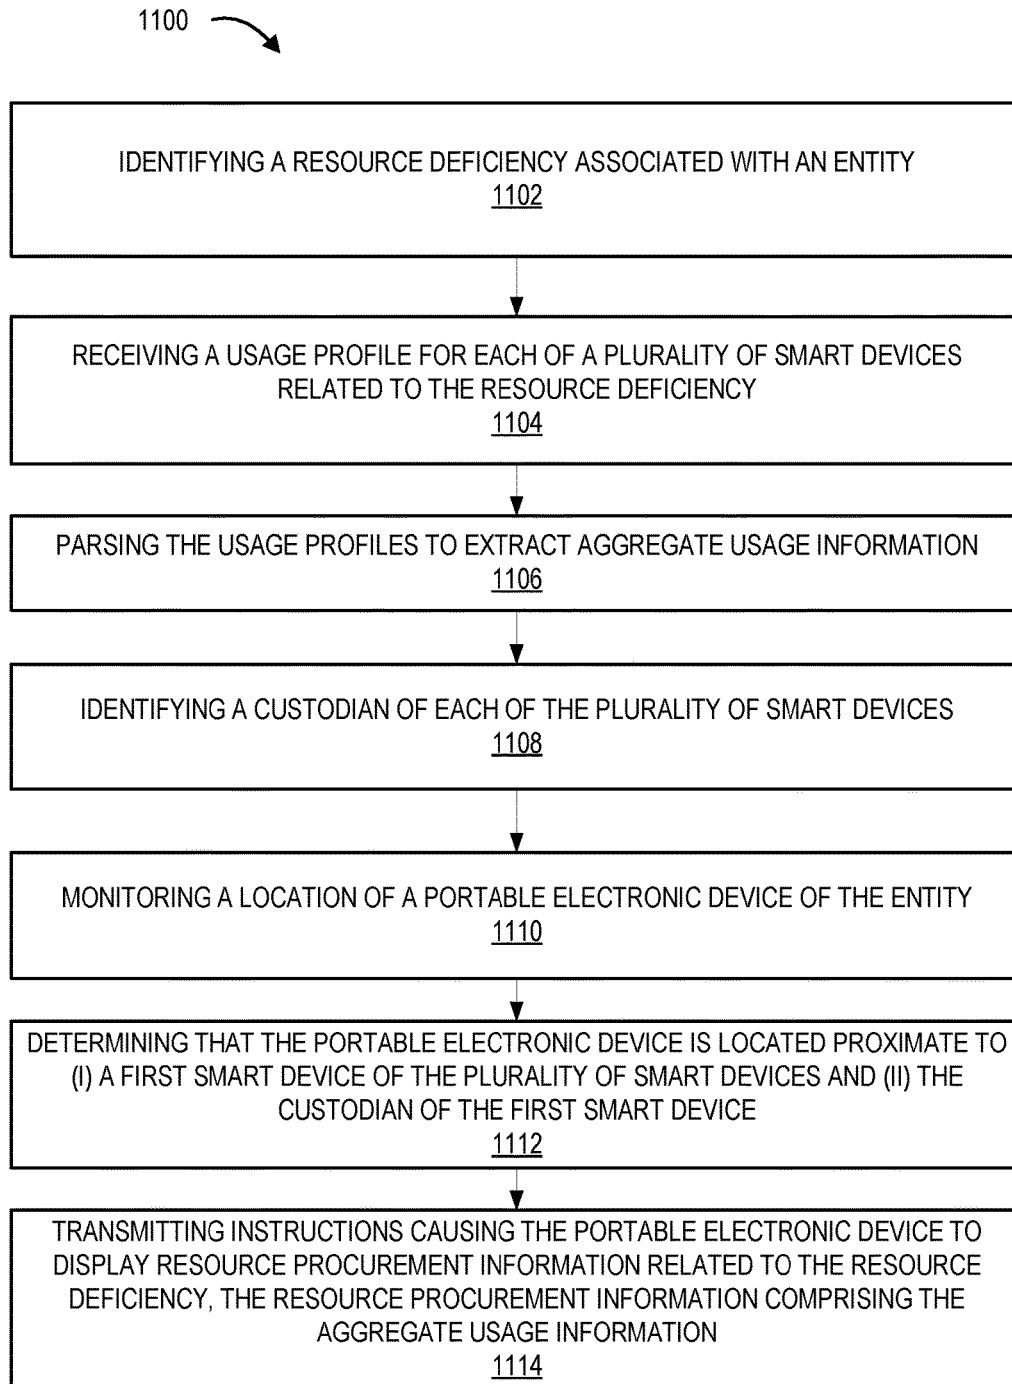 1100
IDENTIFYING A RESOURCE DEFICIENCY ASSOCIATED WITH AN ENTITY
1102
RECEIVING A USAGE PROFILE FOR EACH OF A PLURALITY OF SMART DEVICES
RELATED TO THE RESOURCE DEFICIENCY
1104
PARSING THE USAGE PROFILES TO EXTRACT AGGREGATE USAGE INFORMATION
1106
IDENTIFYING A CUSTODIAN OF EACH OF THE PLURALITY OF SMART DEVICES
1108
MONITORING A LOCATION OF A PORTABLE ELECTRONIC DEVICE OF THE ENTITY
1110
DETERMINING THAT THE PORTABLE ELECTRONIC DEVICE IS LOCATED PROXIMATE TO
(I) A FIRST SMART DEVICE OF THE PLURALITY OF SMART DEVICES AND (II) THE
CUSTODIAN OF THE FIRST SMART DEVICE
1112
TRANSMITTING INSTRUCTIONS CAUSING THE PORTABLE ELECTRONIC DEVICE TO
DISPLAY RESOURCE PROCUREMENT INFORMATION RELATED TO THE RESOURCE
DEFICIENCY, THE RESOURCE PROCUREMENT INFORMATION COMPRISING THE
AGGREGATE USAGE INFORMATION
1114